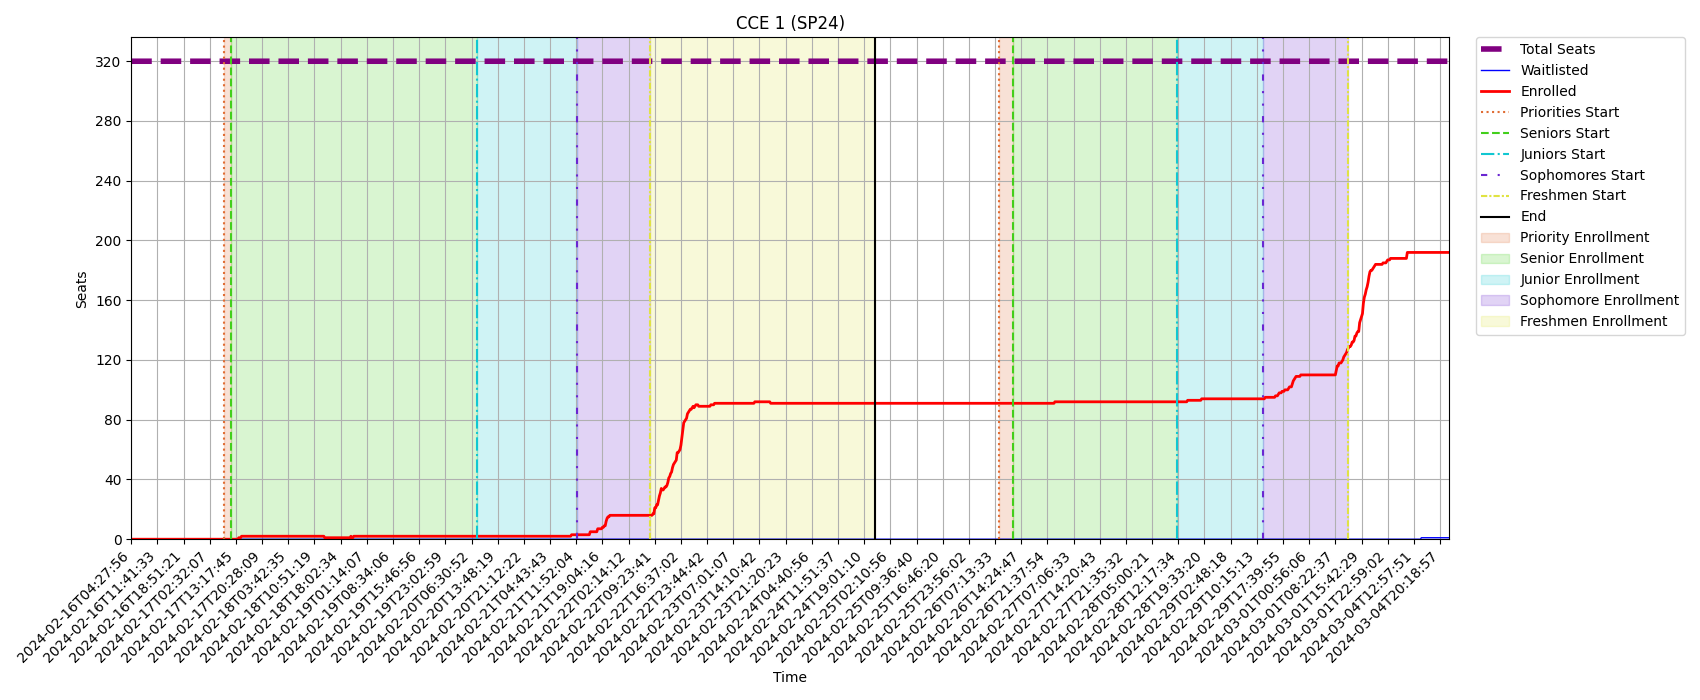 CCE 1 (SP24)
Seats
320
280
240
200
160
120
80
40
0
2024-02-16T04:27:56
2024-02-16T11:41:33
2024-02-16T18:51:21
2024-02-17T02:32:07
2024-02-17T13:17:45
2024-02-17T20:28:09
2024-02-18T03:42:35
2024-02-18T10:51:19
2024-02-18T18:02:34
2024-02-19T01:14:07
2024-02-19T08:34:06
2024-02-19T15:46:56
2024-02-19T23:02:59
2024-02-20T06:30:52
2024-02-20T13:48:19
2024-02-20T21:12:22
2024-02-21T04:43:43
2024-02-21T11:52:04
2024-02-21T19:04:16
2024-02-22T02:14:12
2024-02-22T09:23:41
2024-02-22T16:37:02
2024-02-22T23:44:42
2024-02-23T07:01:07
2024-02-23T14:10:42
2024-02-23T21:20:23
2024-02-24T04:40:56
2024-02-24T11:51:37
2024-02-24T19:01:10
2024-02-25T02:10:56
2024-02-25T09:36:40
2024-02-25T16:46:20
2024-02-25T23:56:02
2024-02-26T07:13:33
2024-02-26T14:24:47
2024-02-26T21:37:54
2024-02-27T07:06:33
2024-02-27T14:20:43
2024-02-27T21:35:32
2024-02-28T05:00:21
2024-02-28T12:17:34
2024-02-28T19:33:20
2024-02-29T02:48:18
2024-02-29T10:15:13
2024-02-29T17:39:55
2024-03-01T00:56:06
2024-03-01T08:22:37
2024-03-01T15:42:29
2024-03-01T22:59:02
2024-03-04T12:57:51
2024-03-04T20:18:57
Time
Total Seats
Waitlisted
Enrolled
Priorities Start
Seniors Start
Juniors Start
Sophomores Start
Freshmen Start
End
Priority Enrollment
Senior Enrollment
Junior Enrollment
Sophomore Enrollment
Freshmen Enrollment